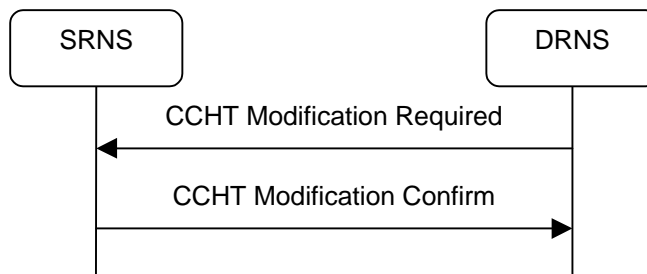 SRNS
DRNS
CCHT Modification Required
CCHT Modification Confirm